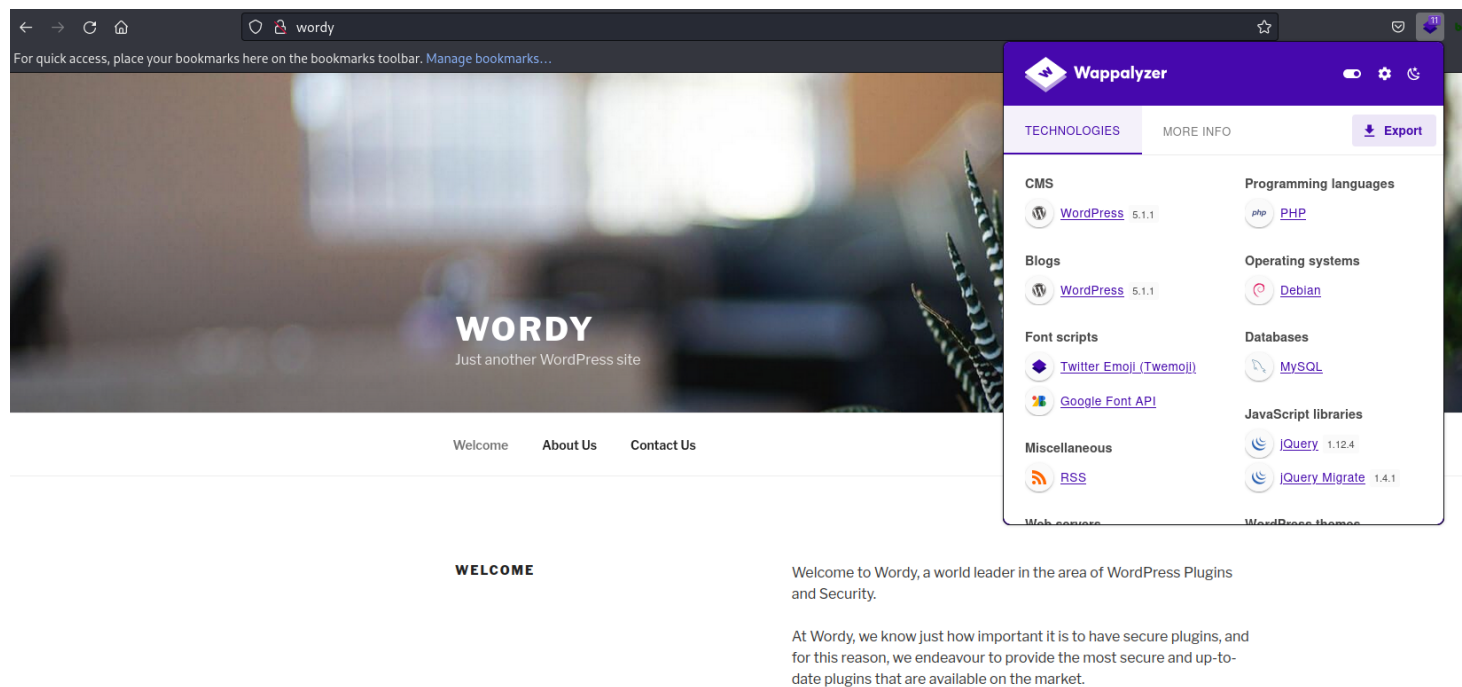 wordy
11
For quick access, place your bookmarks here on the bookmarks toolbar. Manage bookmarks…
Wappalyzer
TECHNOLOGIES
MORE INFO
Export
CMS
WordPress 5.1.1
Blogs
WordPress 5.1.1
Font scripts
Twitter Emoji (Twemoji)
Google Font API
Miscellaneous
RSS
Web servers
Programming languages
php PHP
Operating systems
Debian
Databases
MySQL
JavaScript libraries
jQuery 1.12.4
jQuery Migrate 1.4.1
WordPress themes
WORDY
Just another WordPress site
Welcome About Us Contact Us
WELCOME
Welcome to Wordy, a world leader in the area of WordPress Plugins
and Security.
At Wordy, we know just how important it is to have secure plugins, and
for this reason, we endeavour to provide the most secure and up-to-
date plugins that are available on the market.